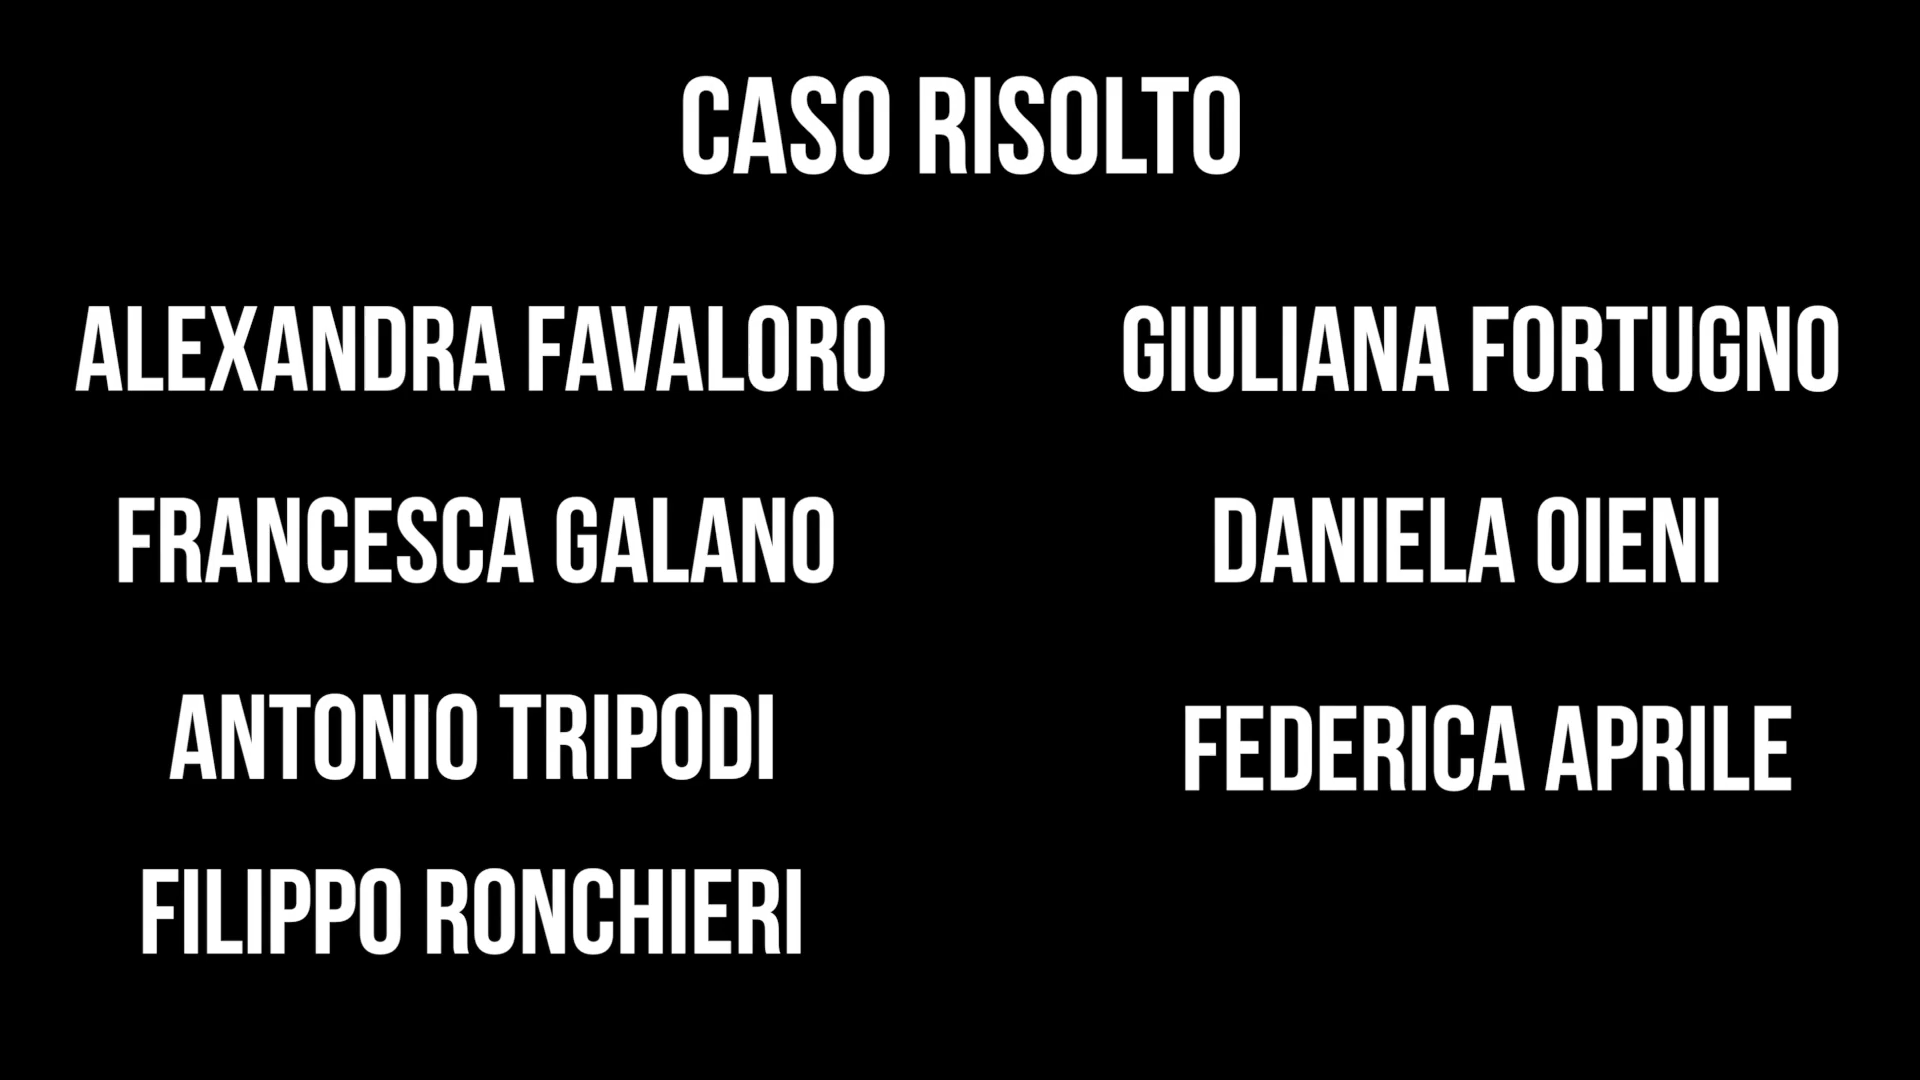 CASO RISOLTO
ALEXANDRA FAVALORO
FRANCESCA GALANO
ANTONIO TRIPODI
FILIPPO RONCHIERI
GIULIANA FORTUGNO
DANIELA OIENI
FEDERICA APRILE